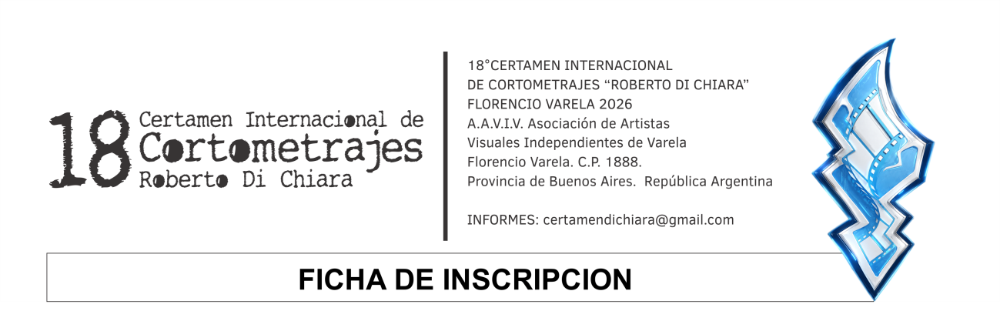 18 Certamen Internacional de
Cortometrajes
Roberto Di Chiara
18°CERTAMEN INTERNACIONAL
DE CORTOMETRAJES “ROBERTO DI CHIARA”
FLORENCIO VARELA 2026
A.A.V.I.V. Asociación de Artistas
Visuales Independientes de Varela
Florencio Varela. C.P. 1888.
Provincia de Buenos Aires.  República Argentina
INFORMES: certamendichiara@gmail.com
FICHA DE INSCRIPCION